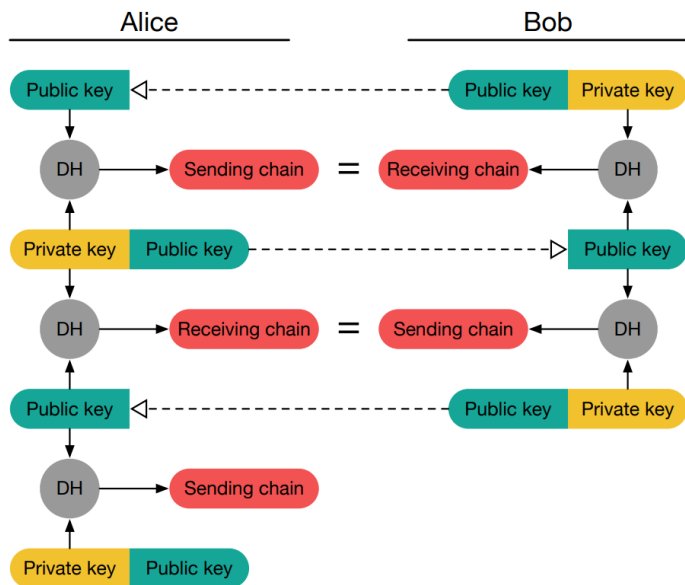 Alice Bob
Public key Public key Private key
DH Sending chain = Receiving chain DH
Private key Public key Public key
DH Receiving chain = Sending chain DH
Public key Public key Private key
DH Sending chain
Private key Public key